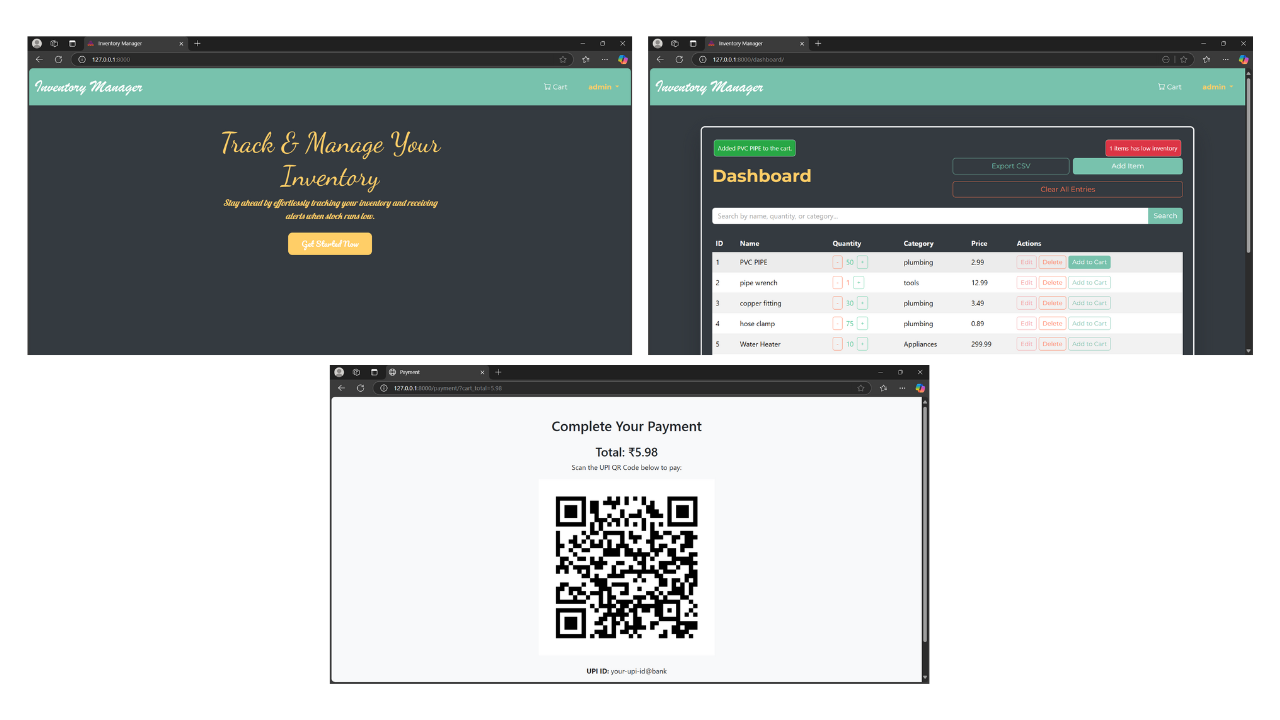 Inventory Manager
127.0.0.1:8000
Inventory Manager
Cart
admin
Track & Manage Your
Inventory
Stay ahead by effortlessly tracking your inventory and receiving
alerts when stock runs low.
Get Started Now
Inventory Manager
127.0.0.1:8000/dashboard/
Inventory Manager
Cart
admin
Added PVC PIPE to the cart.
1 items has low inventory
Dashboard
Export CSV
Add Item
Clear All Entries
Search by name, quantity, or category...
Search
ID Name Quantity Category Price Actions
1 PVC PIPE - 50 + plumbing 2.99 Edit Delete Add to Cart
2 pipe wrench - 1 + tools 12.99 Edit Delete Add to Cart
3 copper fitting - 30 + plumbing 3.49 Edit Delete Add to Cart
4 hose clamp - 75 + plumbing 0.89 Edit Delete Add to Cart
5 Water Heater - 10 + Appliances 299.99 Edit Delete Add to Cart
Payment
127.0.0.1:8000/payment/?cart_total=5.98
Complete Your Payment
Total: ₹5.98
Scan the UPI QR Code below to pay:
UPI ID: your-upi-id@bank